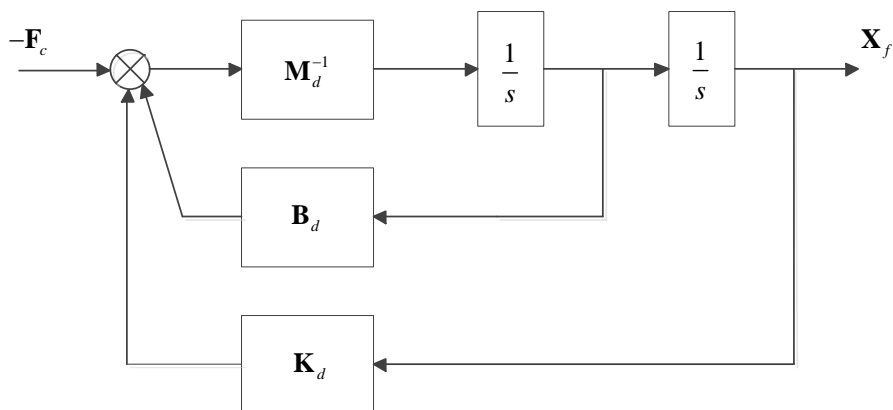 −F_c
M_d^{−1}
1/s
1/s
X_f
B_d
K_d